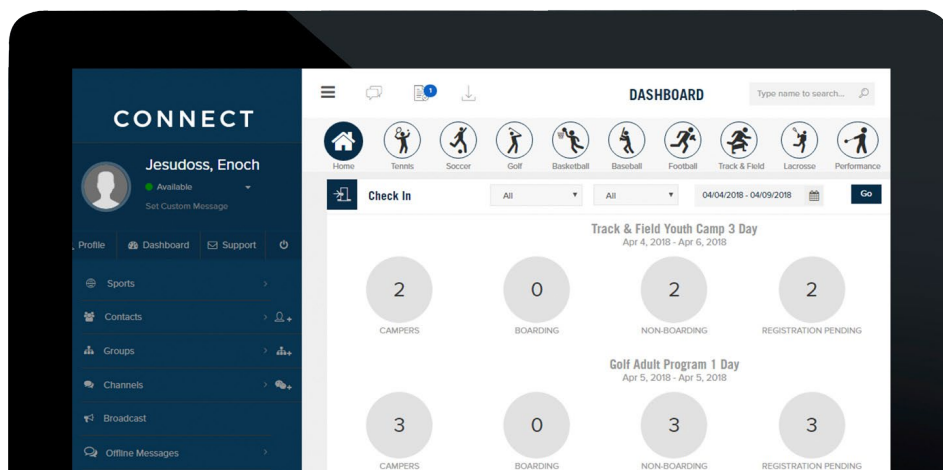 CONNECT
Jesudoss, Enoch
Available
Set Custom Message
Profile Dashboard Support
Sports
Contacts
Groups
Channels
Broadcast
Offline Messages
1
DASHBOARD
Type name to search...
Home Tennis Soccer Golf Basketball Baseball Football Track & Field Lacrosse Performance
Check In All All 04/04/2018 - 04/09/2018 Go
Track & Field Youth Camp 3 Day
Apr 4, 2018 - Apr 6, 2018
2 0 2 2
CAMPERS BOARDING NON-BOARDING REGISTRATION PENDING
Golf Adult Program 1 Day
Apr 5, 2018 - Apr 5, 2018
3 0 3 3
CAMPERS BOARDING NON-BOARDING REGISTRATION PENDING